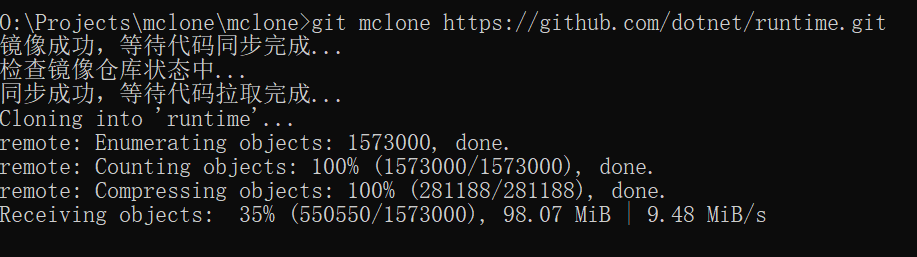 O:\Projects\mclone\mclone>git mclone https://github.com/dotnet/runtime.git
镜像成功，等待代码同步完成...
检查镜像仓库状态中...
同步成功，等待代码拉取完成...
Cloning into 'runtime'...
remote: Enumerating objects: 1573000, done.
remote: Counting objects: 100% (1573000/1573000), done.
remote: Compressing objects: 100% (281188/281188), done.
Receiving objects:  35% (550550/1573000), 98.07 MiB | 9.48 MiB/s